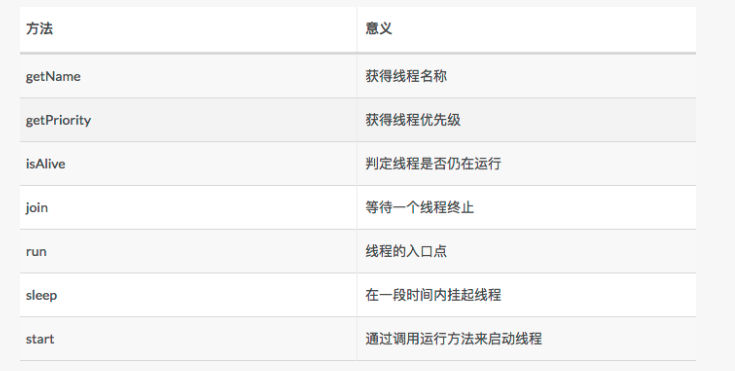 方法 意义
getName 获得线程名称
getPriority 获得线程优先级
isAlive 判定线程是否仍在运行
join 等待一个线程终止
run 线程的入口点
sleep 在一段时间内挂起线程
start 通过调用运行方法来启动线程